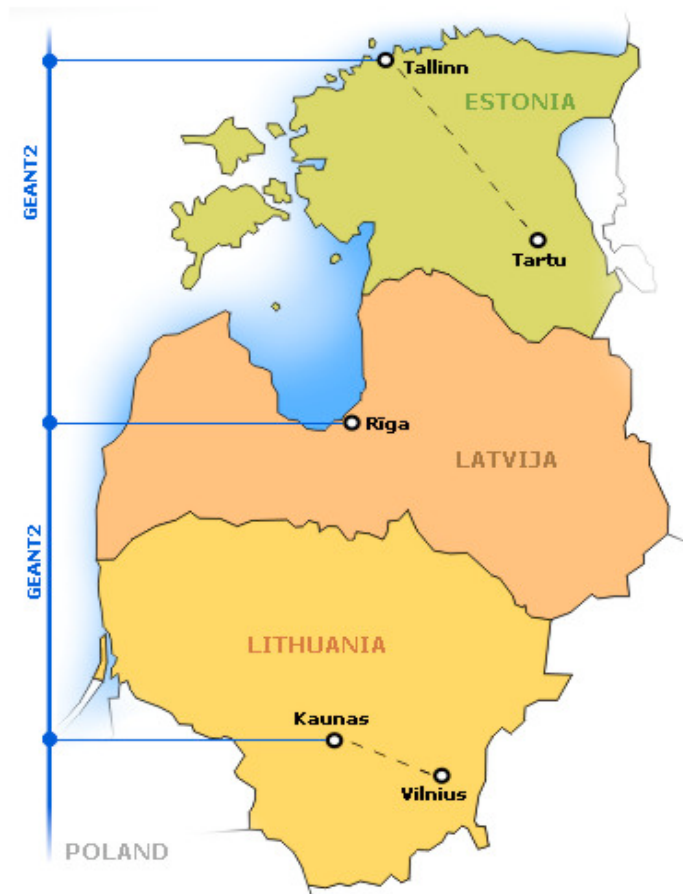 Tallinn
ESTONIA
GEANT2
Tartu
Rīga
LATVIJA
GEANT2
LITHUANIA
Kaunas
Vilnius
POLAND